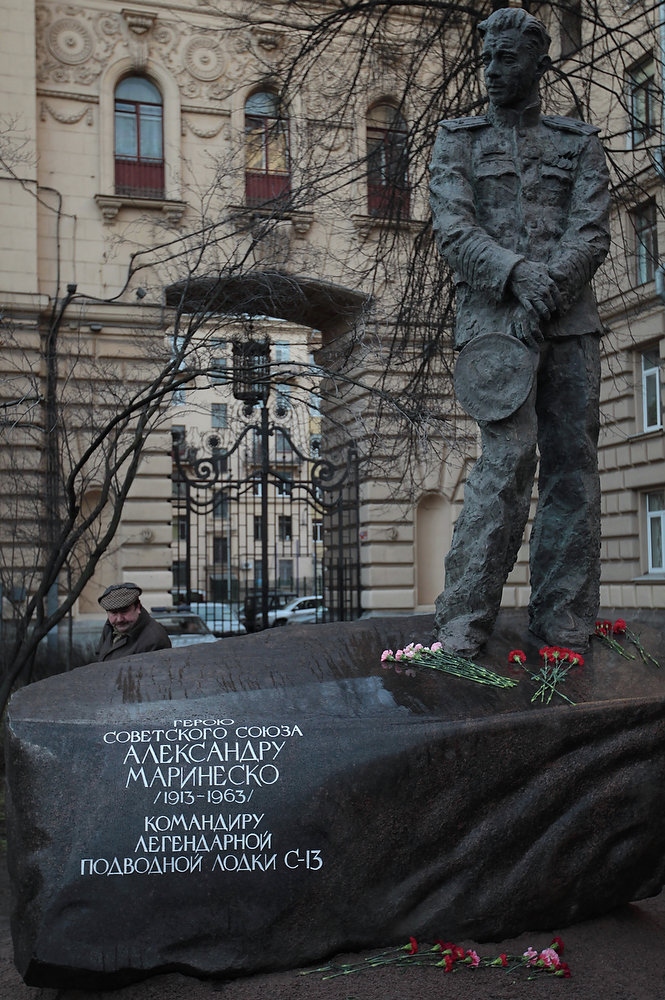 ГЕРОЮ
СОВЕТСКОГО СОЮЗА
АЛЕКСАНДРУ
МАРИНЕСКО
/1913-1963/
КОМАНДИРУ
ЛЕГЕНДАРНОЙ
ПОДВОДНОЙ ЛОДКИ С-13